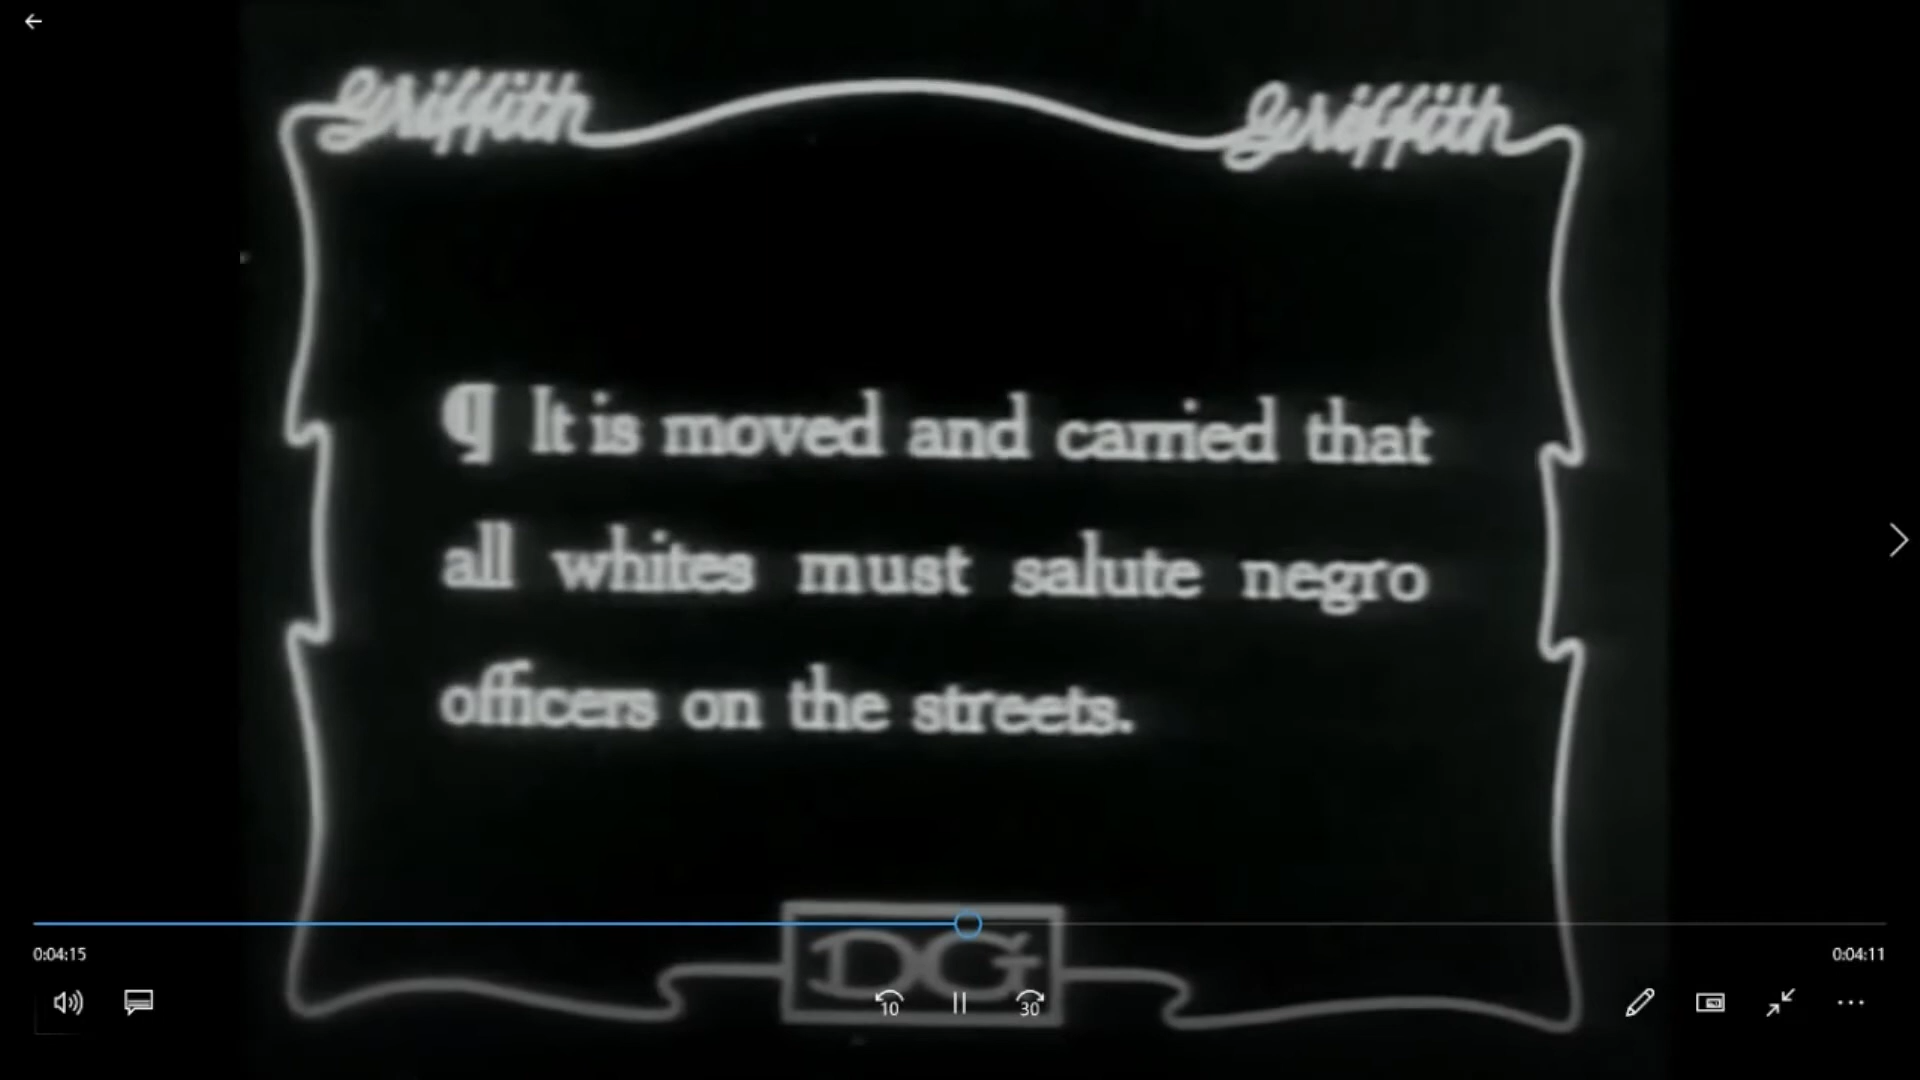 Griffith Griffith
¶ It is moved and carried that
all whites must salute negro
officers on the streets.
DG
0:04:15 0:04:11
10 30